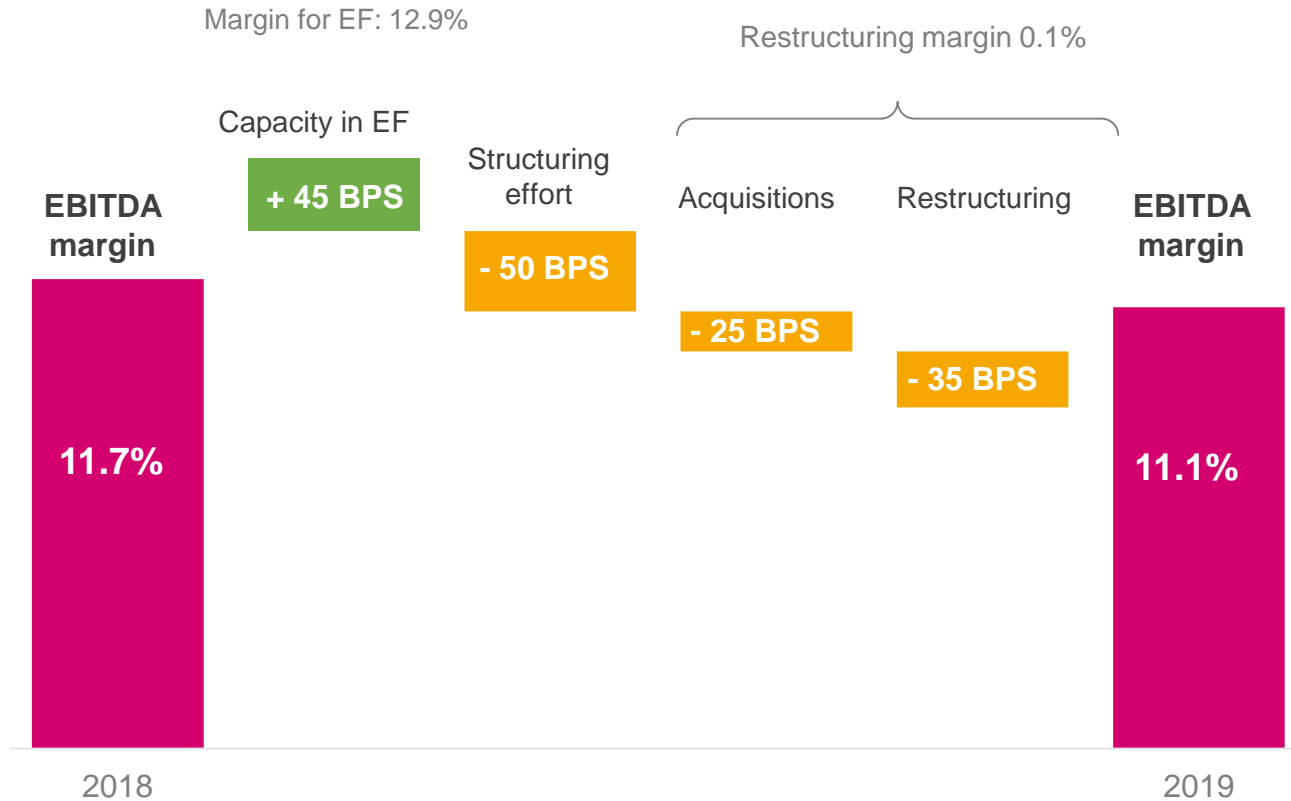 Margin for EF: 12.9%
Restructuring margin 0.1%
Capacity in EF
+ 45 BPS
Structuring
effort
- 50 BPS
Acquisitions
- 25 BPS
Restructuring
- 35 BPS
EBITDA
margin
11.7%
2018
EBITDA
margin
11.1%
2019